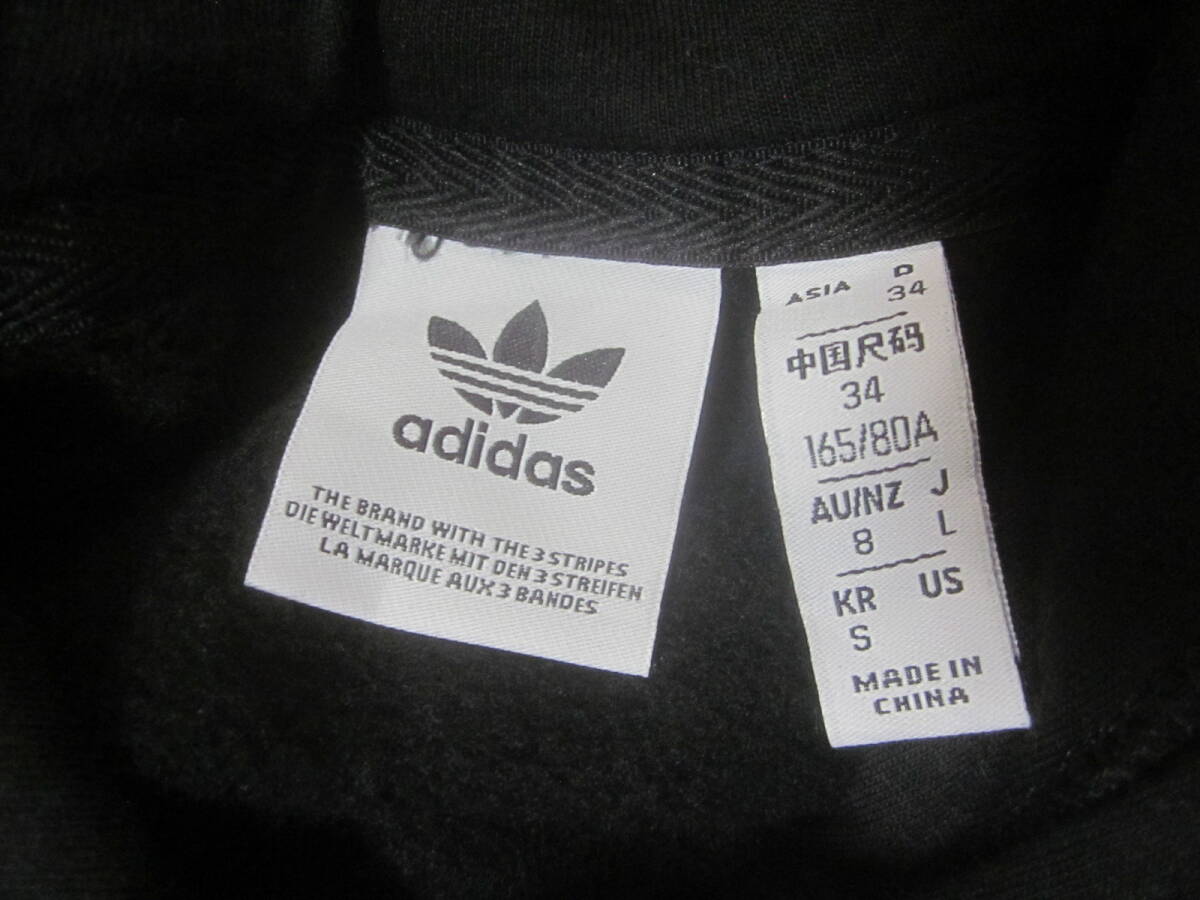 adidas
THE BRAND WITH THE 3 STRIPES
DIE WELTMARKE MIT DEN 3 STREIFEN
LA MARQUE AUX 3 BANDES
ASIA D
34
中国尺码
34
165/80A
AU/NZ J
8 L
KR US
S
MADE IN
CHINA